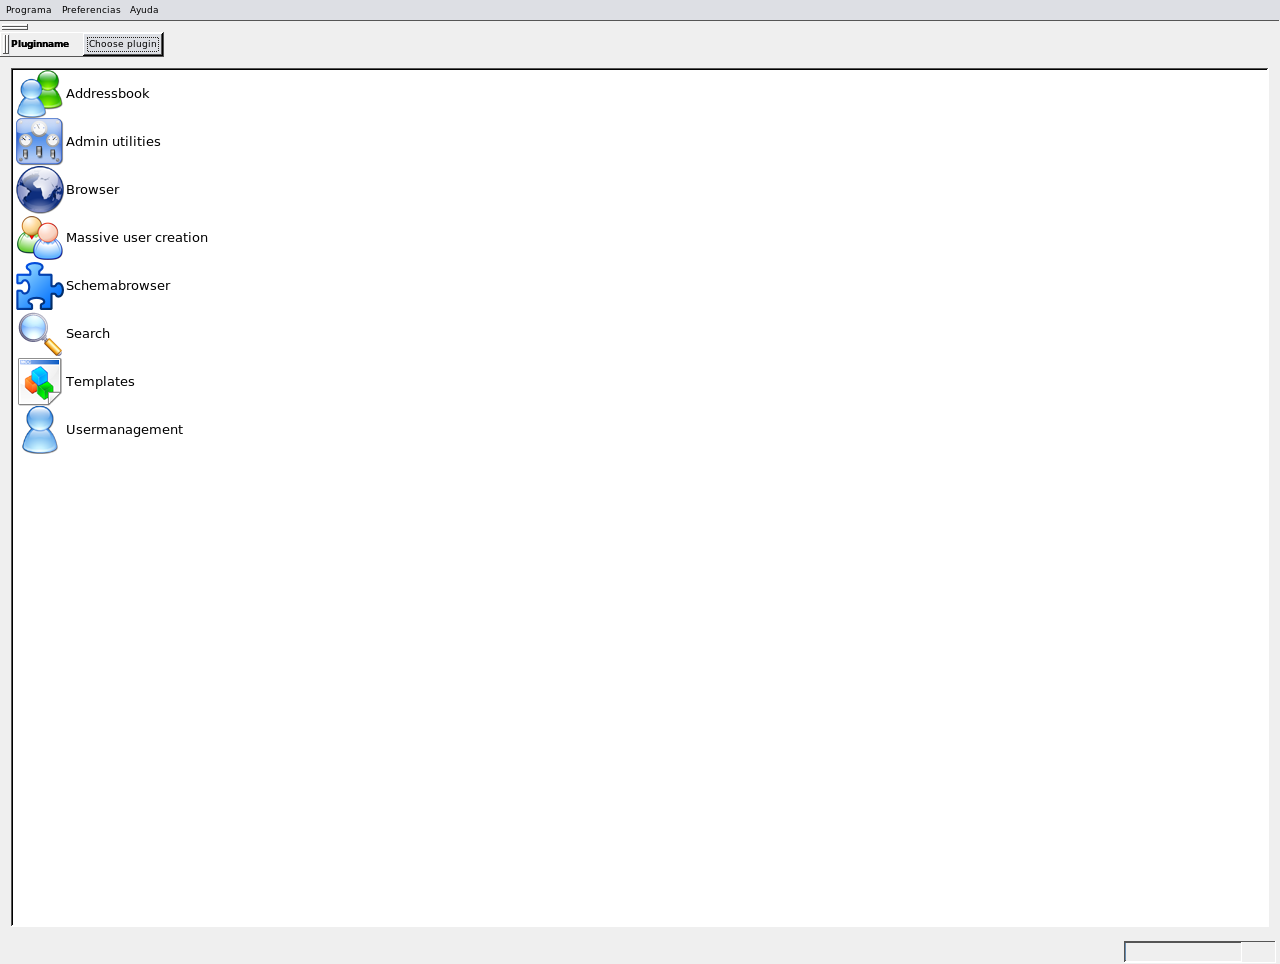 Programa Preferencias Ayuda
Pluginname Choose plugin
Addressbook
Admin utilities
Browser
Massive user creation
Schemabrowser
Search
Templates
Usermanagement